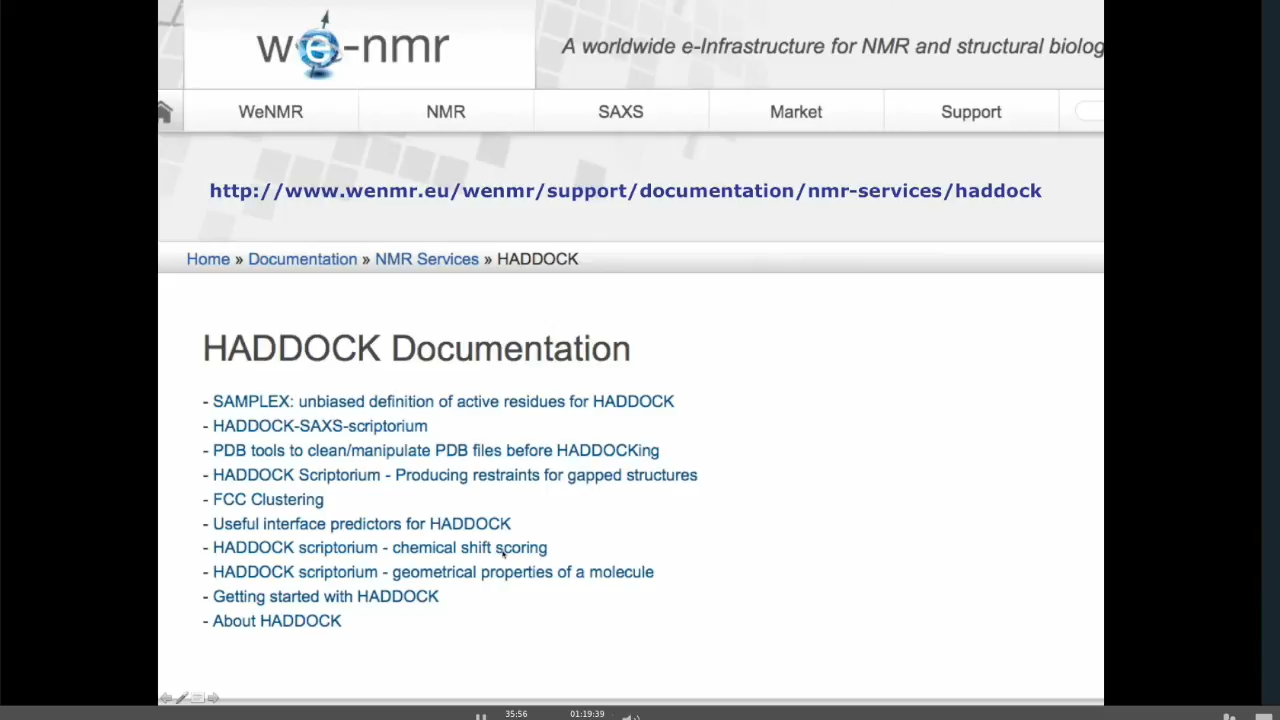 we-nmr
A worldwide e-Infrastructure for NMR and structural biolog
WeNMR NMR SAXS Market Support
http://www.wenmr.eu/wenmr/support/documentation/nmr-services/haddock
Home » Documentation » NMR Services » HADDOCK
HADDOCK Documentation
- SAMPLEX: unbiased definition of active residues for HADDOCK
- HADDOCK-SAXS-scriptorium
- PDB tools to clean/manipulate PDB files before HADDOCKing
- HADDOCK Scriptorium - Producing restraints for gapped structures
- FCC Clustering
- Useful interface predictors for HADDOCK
- HADDOCK scriptorium - chemical shift scoring
- HADDOCK scriptorium - geometrical properties of a molecule
- Getting started with HADDOCK
- About HADDOCK
35:56 01:19:39